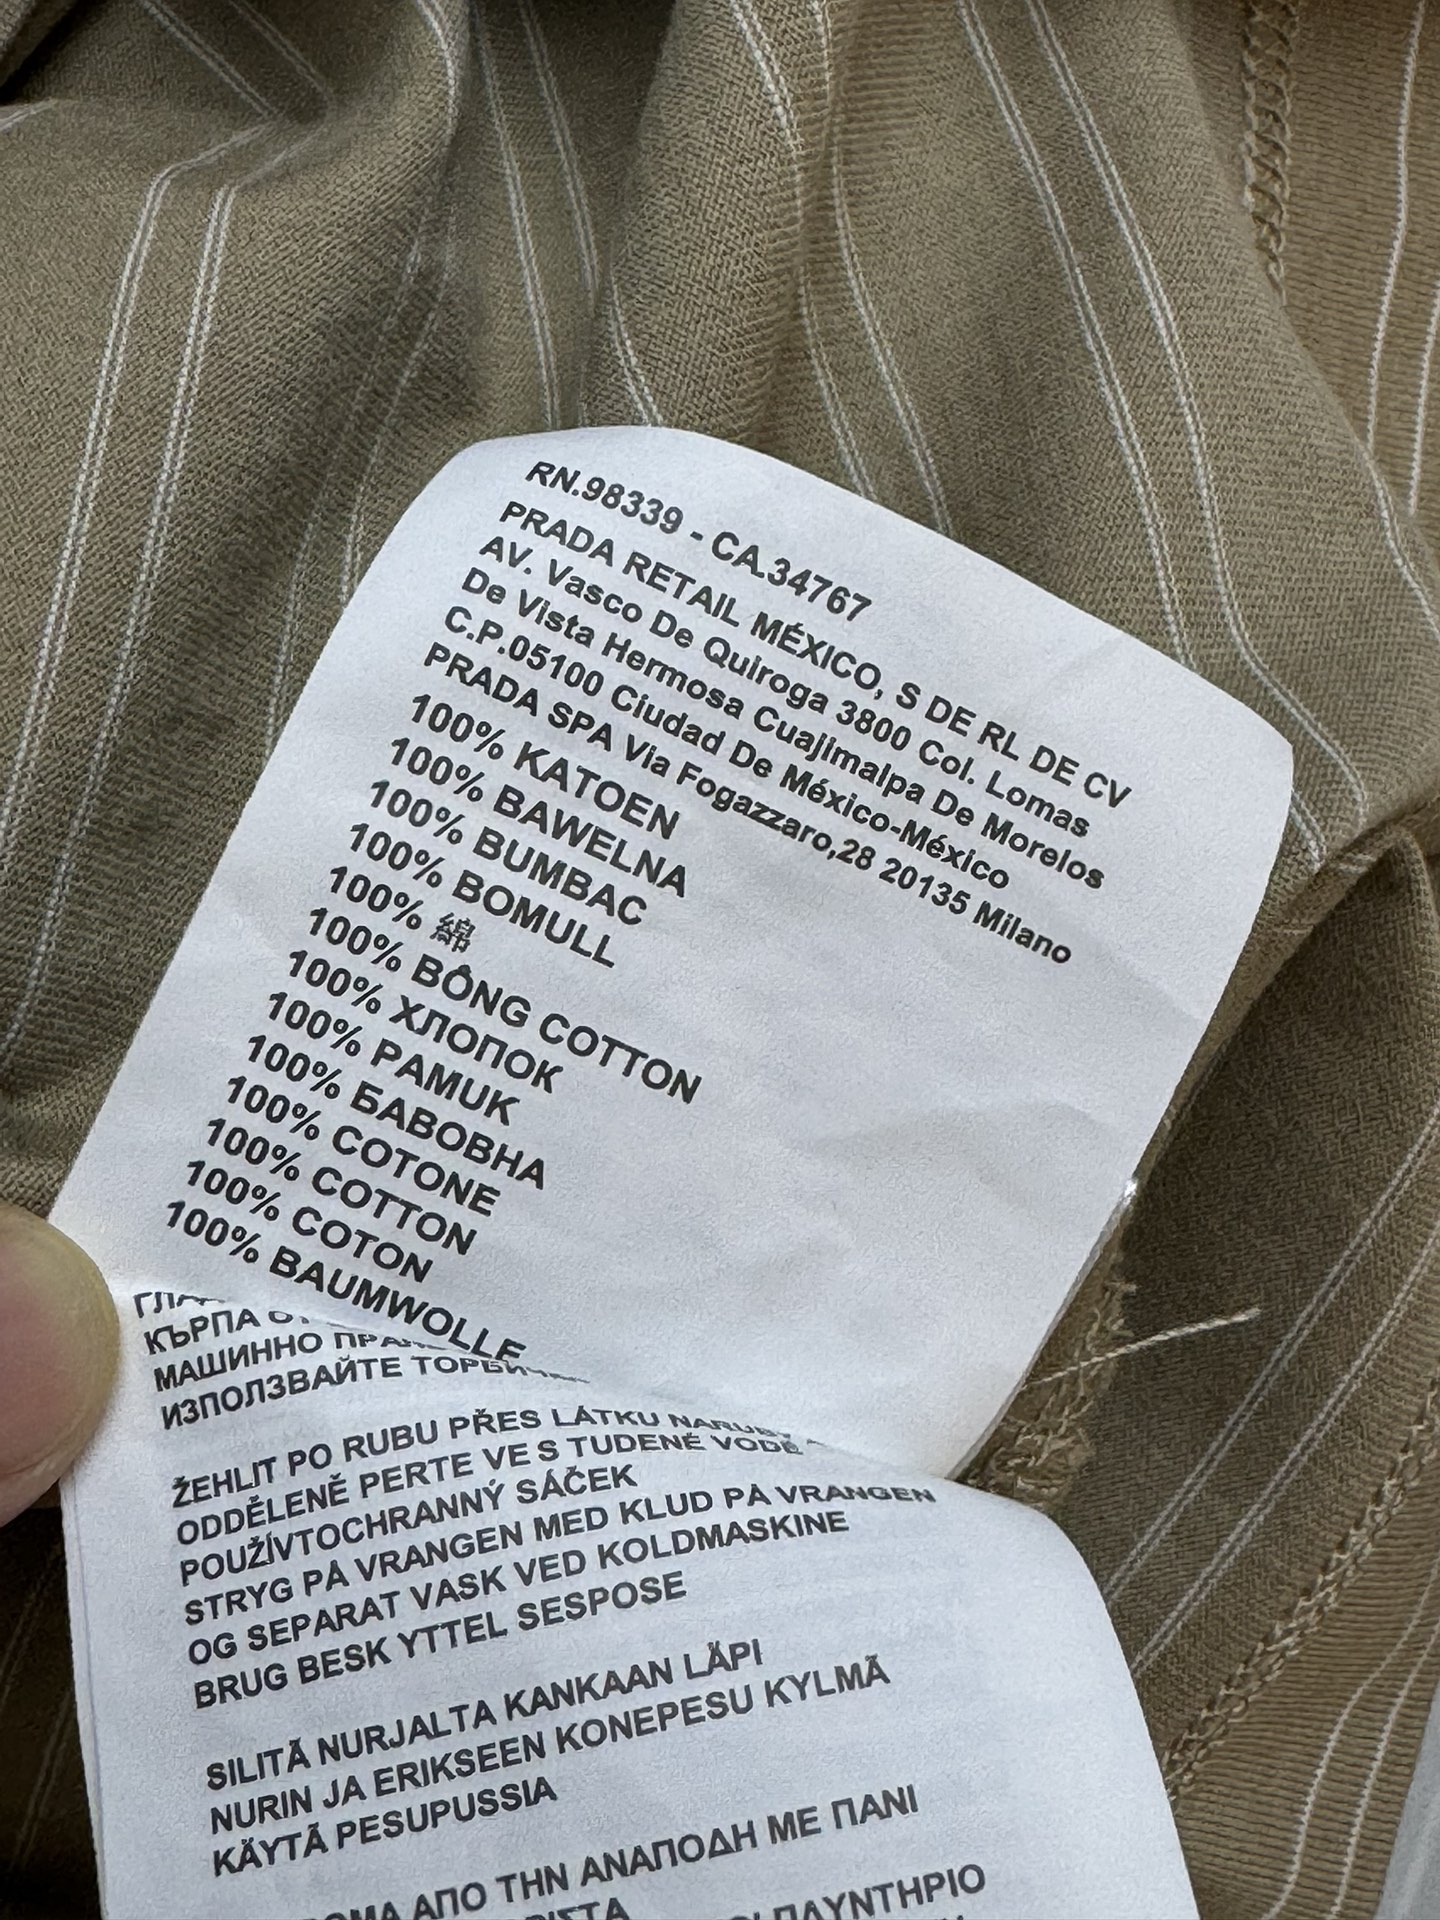 RN.98339 - CA.34767
PRADA RETAIL MÉXICO, S DE RL DE CV
AV. Vasco De Quiroga 3800 Col. Lomas
De Vista Hermosa Cuajimalpa De Morelos
C.P.05100 Ciudad De México-México
PRADA SPA Via Fogazzaro,28 20135 Milano
100% KATOEN
100% BAWELNA
100% BUMBAC
100% BOMULL
100% 綿
100% BÔNG COTTON
100% ХЛОПОК
100% PAMUK
100% БАВОВНА
100% COTONE
100% COTTON
100% COTON
100% BAUMWOLLE
КЪРПА
МАШИННО
ИЗПОЛЗВАЙТЕ
ŽEHLIT PO RUBU PŘES LÁTKU
ODDĚLENĚ PERTE VE S TUDENÉ VODĚ
POUŽÍVTOCHRANNÝ SÁČEK
STRYG PÅ VRANGEN MED KLUD PÅ VRANGEN
OG SEPARAT VASK VED KOLDMASKINE
BRUG BESK YTTEL SESPOSE
SILITÄ NURJALTA KANKAAN LÄPI
NURIN JA ERIKSEEN KONEPESU KYLMÄ
KÄYTÄ PESUPUSSIA
ΑΠΟ ΤΗΝ ΑΝΑΠΟΔΗ ΜΕ ΠΑΝΙ
ΠΛΥΝΤΗΡΙΟ